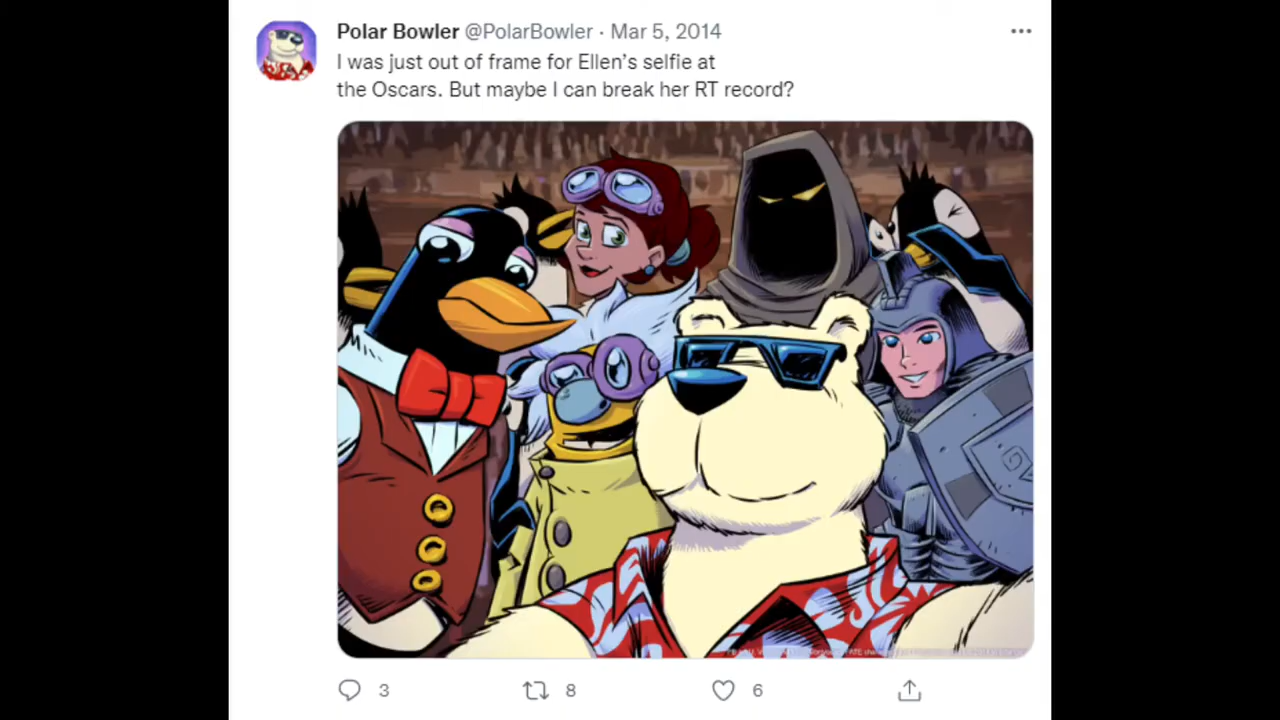 Polar Bowler @PolarBowler · Mar 5, 2014
I was just out of frame for Ellen’s selfie at
the Oscars. But maybe I can break her RT record?
3 8 6